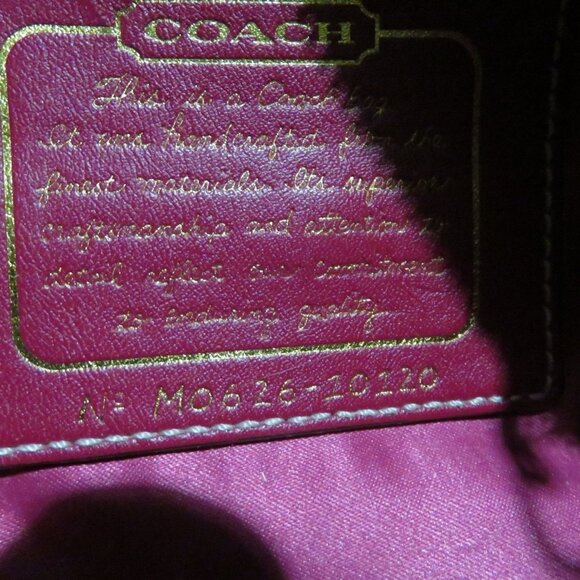 COACH
This is a Coach bag.
It was handcrafted from the
finest materials. Its superior
craftsmanship and attention to
detail reflect our commitment
to enduring quality.
Nº M0626-10120